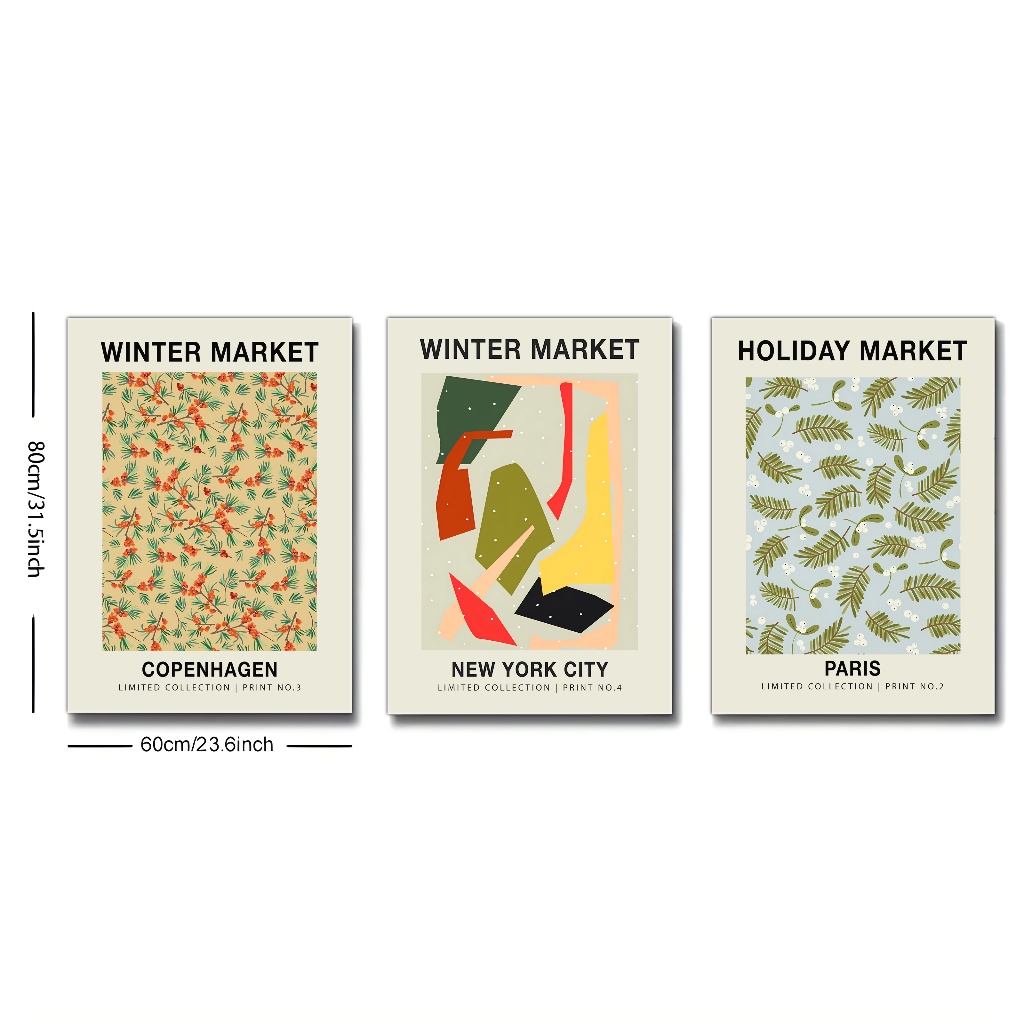 80cm/31.5inch
WINTER MARKET
COPENHAGEN
LIMITED COLLECTION | PRINT NO.3
60cm/23.6inch
WINTER MARKET
NEW YORK CITY
LIMITED COLLECTION | PRINT NO.4
HOLIDAY MARKET
PARIS
LIMITED COLLECTION | PRINT NO.2